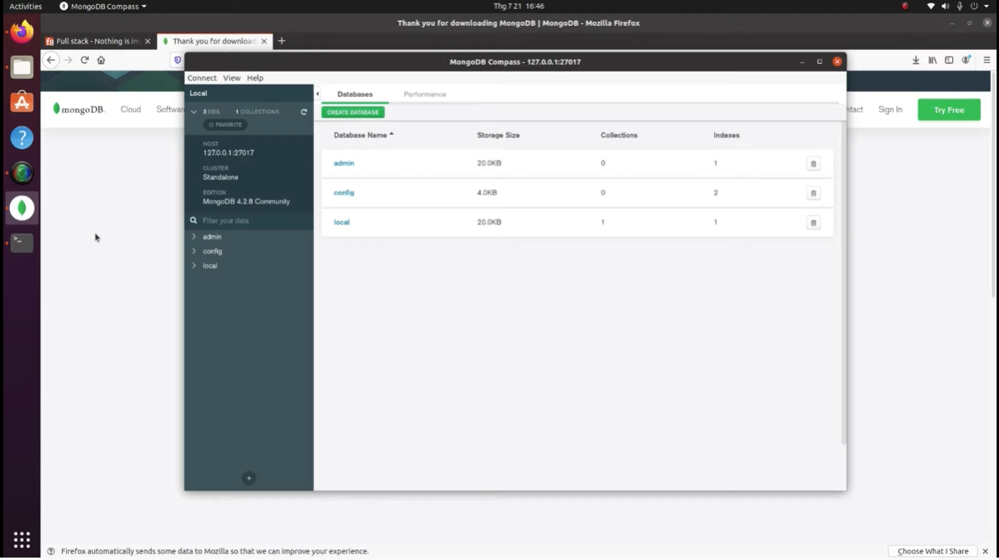 Activities MongoDB Compass Thg 7 21 16:46
Thank you for downloading MongoDB | MongoDB - Mozilla Firefox
Full stack - Nothing is im Thank you for download
MongoDB Compass - 127.0.0.1:27017
Connect View Help
Local
Databases Performance
3 DBS 1 COLLECTIONS
CREATE DATABASE
mongoDB. Cloud Softwar
ntact Sign In Try Free
FAVORITE
Database Name Storage Size Collections Indexes
HOST
127.0.0.1:27017
admin 20.0KB 0 1
CLUSTER
Standalone
EDITION
MongoDB 4.2.8 Community
config 4.0KB 0 2
Filter your data
local 20.0KB 1 1
admin
config
local
Firefox automatically sends some data to Mozilla so that we can improve your experience.
Choose What I Share